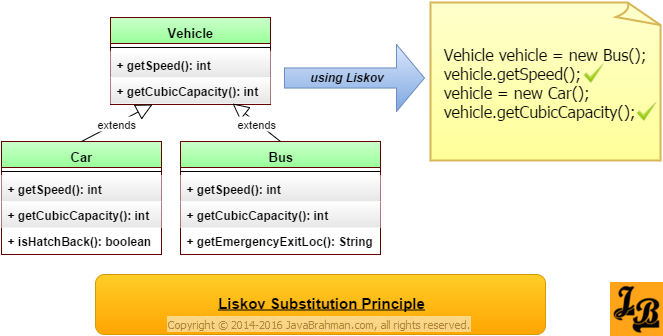 Vehicle
+ getSpeed(): int
+ getCubicCapacity(): int
using Liskov
Vehicle vehicle = new Bus();
vehicle.getSpeed();
vehicle = new Car();
vehicle.getCubicCapacity();
extends
extends
Car
+ getSpeed(): int
+ getCubicCapacity(): int
+ isHatchBack(): boolean
Bus
+ getSpeed(): int
+ getCubicCapacity(): int
+ getEmergencyExitLoc(): String
Liskov Substitution Principle
Copyright © 2014-2016 JavaBrahman.com, all rights reserved.
JB